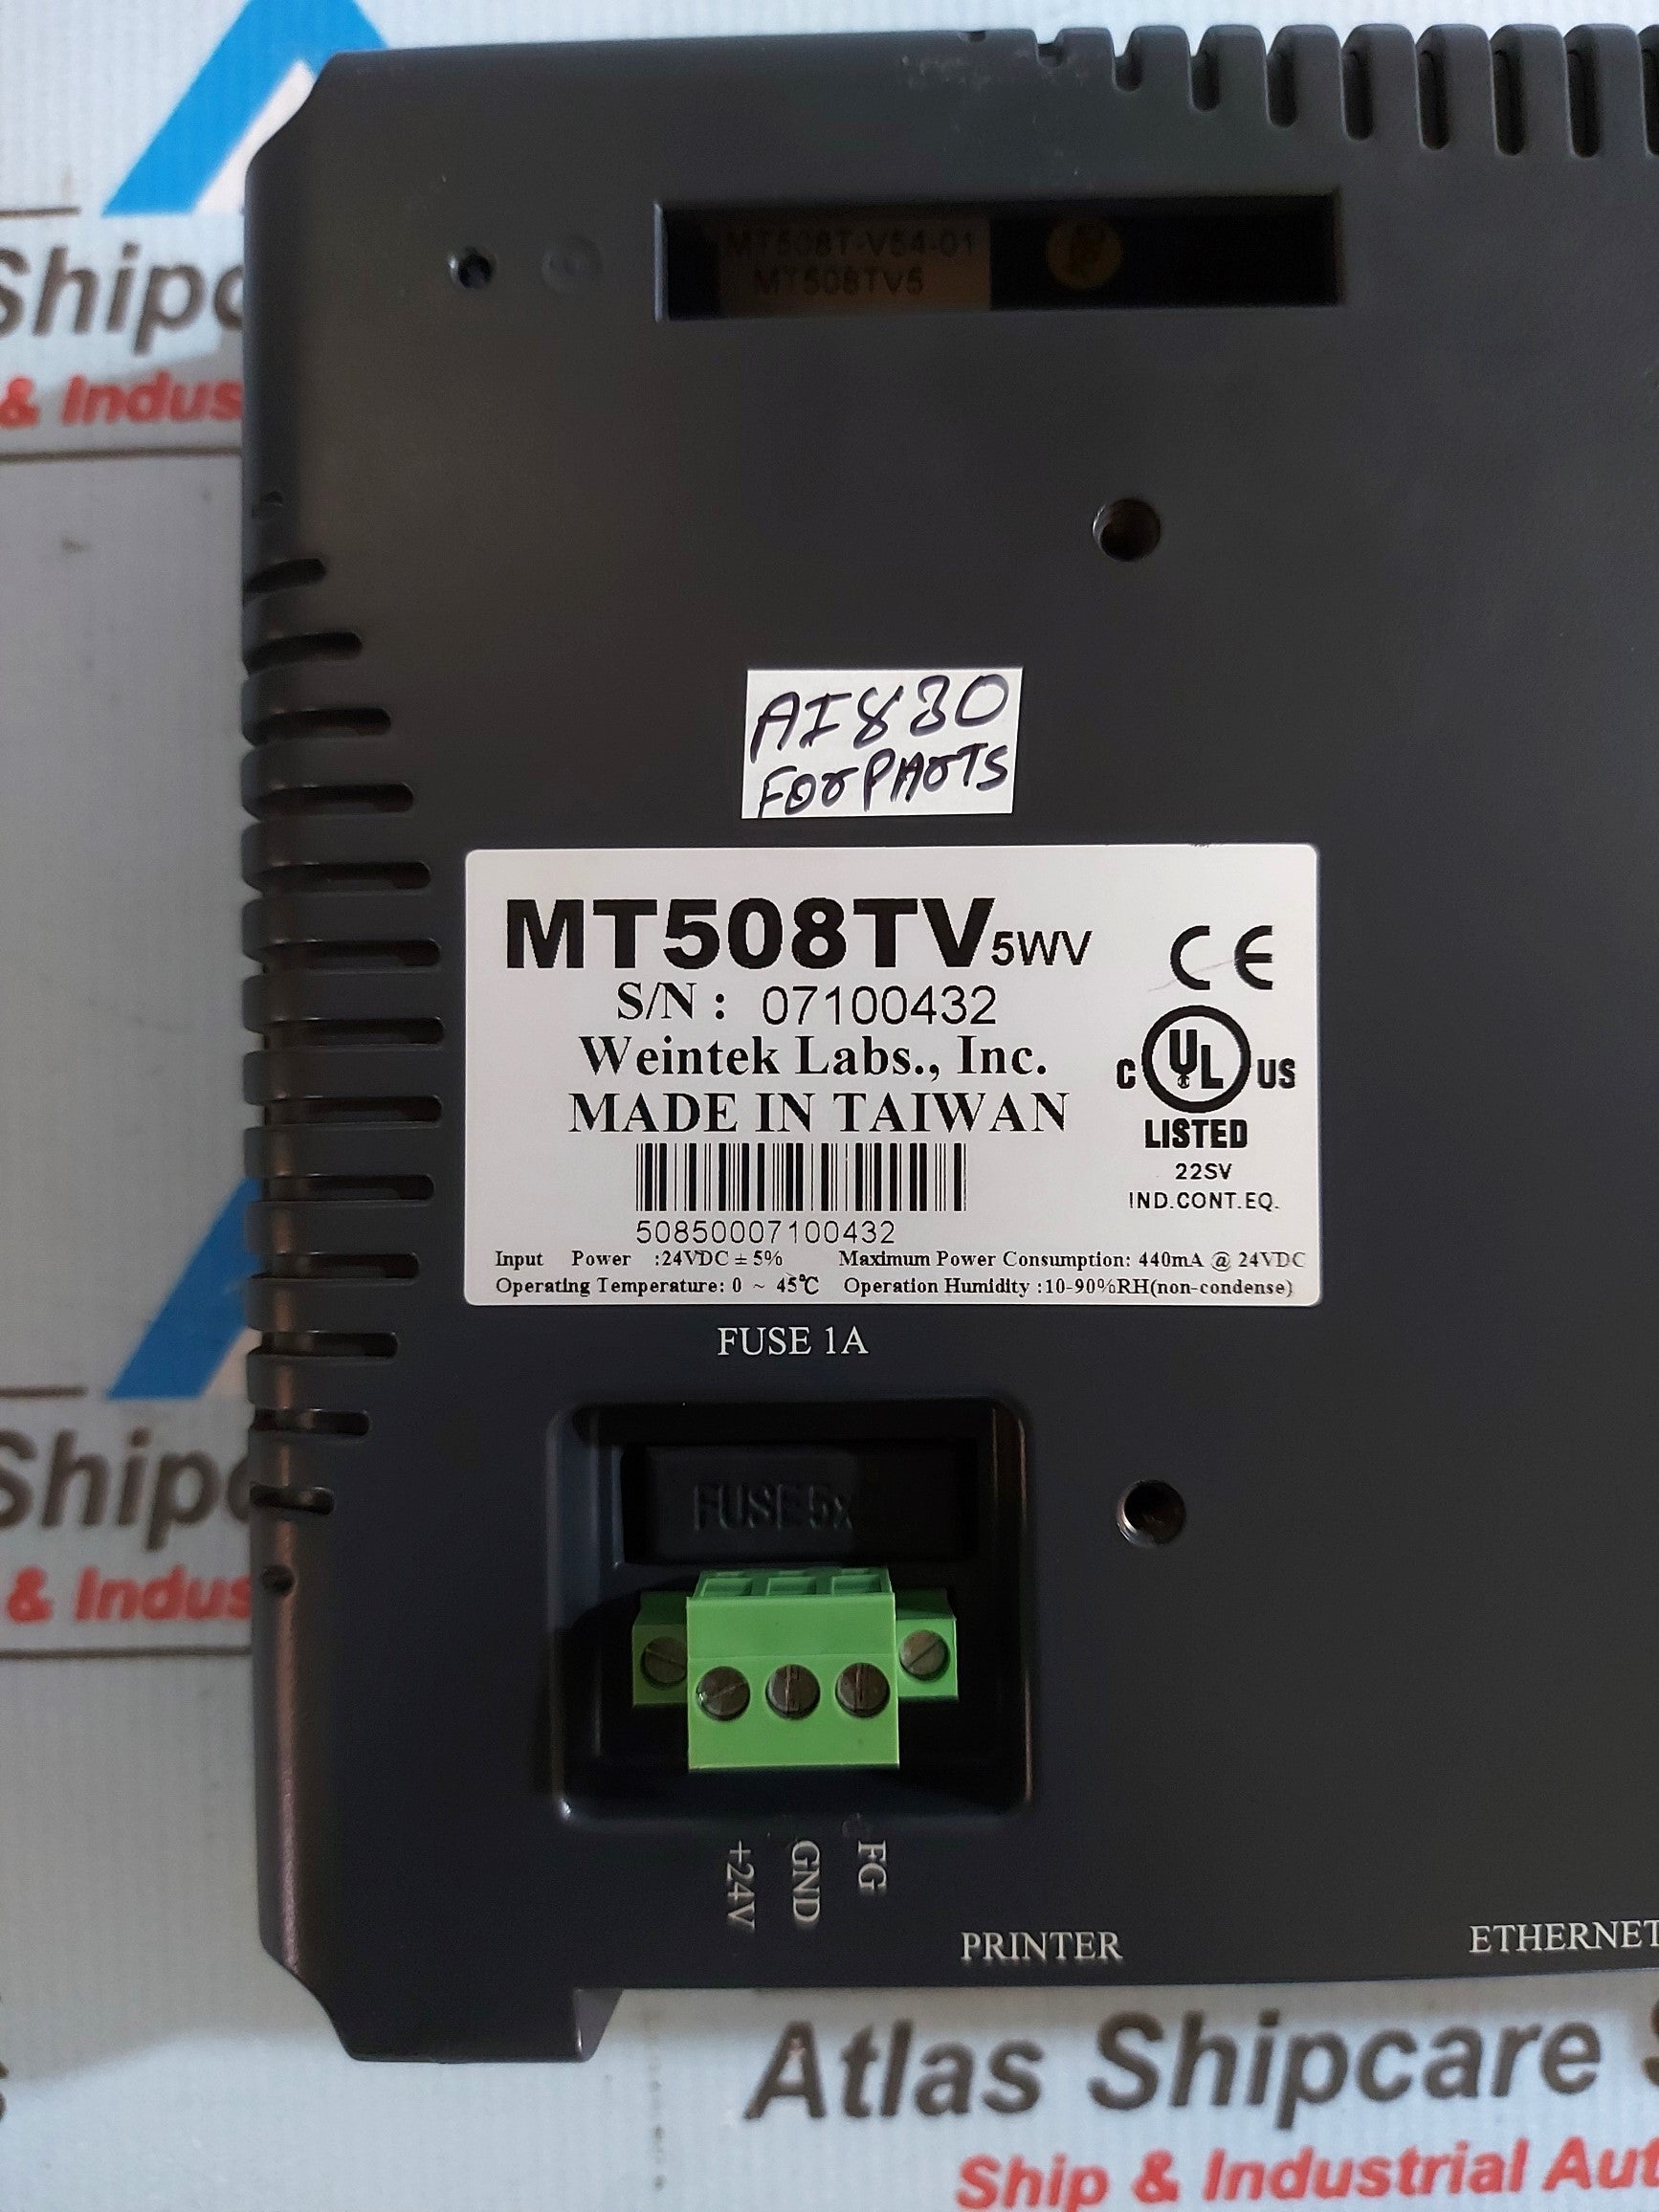 Shipc
& Indus
MT508T-V54-01
MT508TV5
AI830
FOR PARTS
MT508TV5WV
S/N : 07100432
Weintek Labs., Inc.
MADE IN TAIWAN
50850007100432
CE
C UL US
LISTED
22SV
IND.CONT.EQ.
Input Power :24VDC ± 5% Maximum Power Consumption: 440mA @ 24VDC
Operating Temperature: 0 ~ 45℃ Operation Humidity :10-90%RH(non-condense)
FUSE 1A
Shipc
& Indus
FUSE 5x
+24V
GND
FG
PRINTER
ETHERNET
Atlas Shipcare S
Ship & Industrial Aut